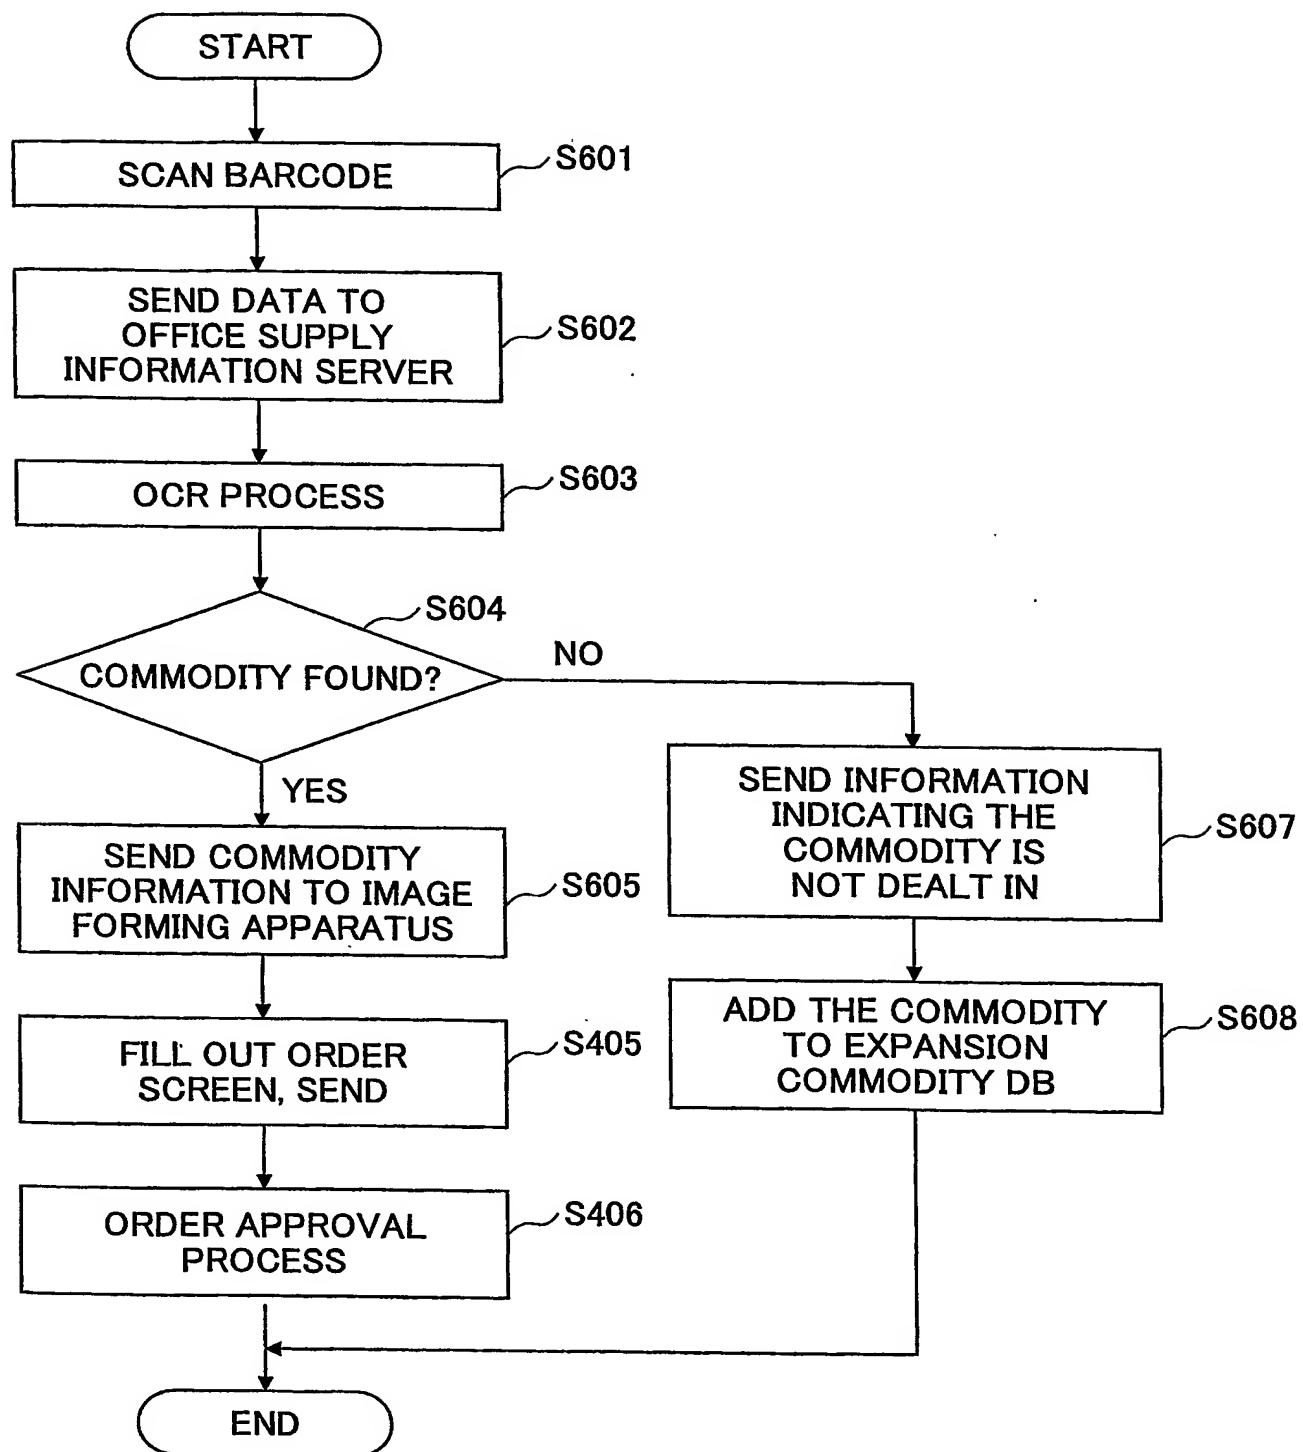 START
SCAN BARCODE
S601
SEND DATA TO
OFFICE SUPPLY
INFORMATION SERVER
S602
OCR PROCESS
S603
S604
COMMODITY FOUND?
NO
YES
SEND COMMODITY
INFORMATION TO IMAGE
FORMING APPARATUS
S605
SEND INFORMATION
INDICATING THE
COMMODITY IS
NOT DEALT IN
S607
FILL OUT ORDER
SCREEN, SEND
S405
ADD THE COMMODITY
TO EXPANSION
COMMODITY DB
S608
ORDER APPROVAL
PROCESS
S406
END